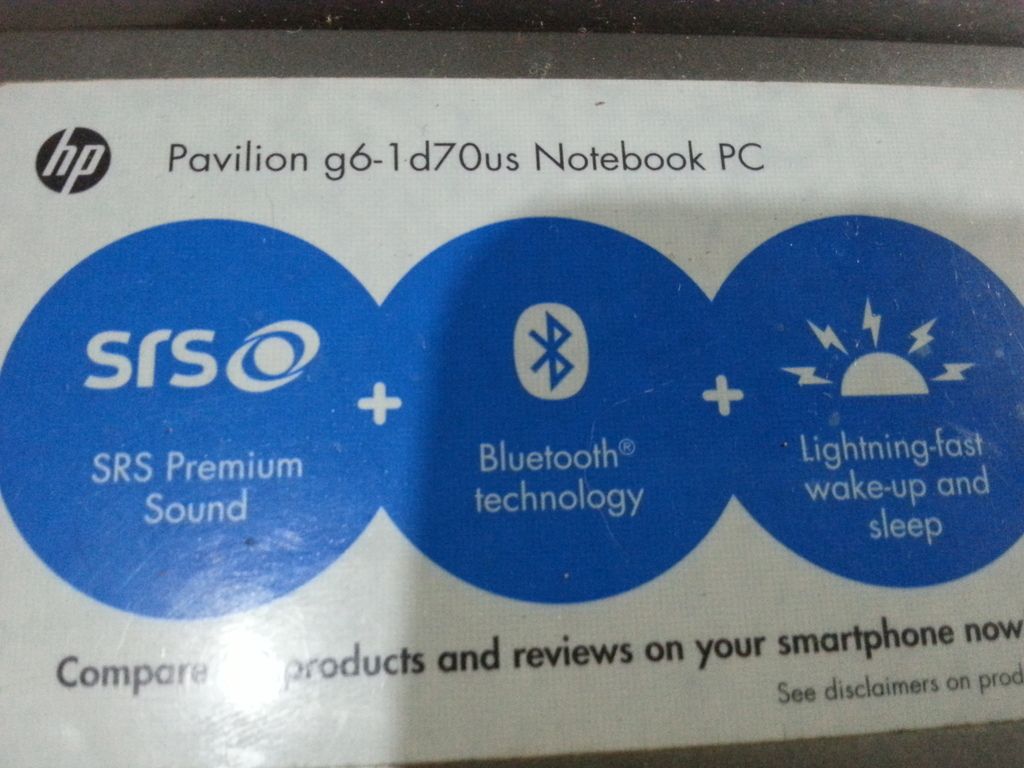 hp Pavilion g6-1d70us Notebook PC
srs
SRS Premium
Sound
+
Bluetooth®
technology
+
Lightning-fast
wake-up and
sleep
Compare products and reviews on your smartphone now
See disclaimers on prod